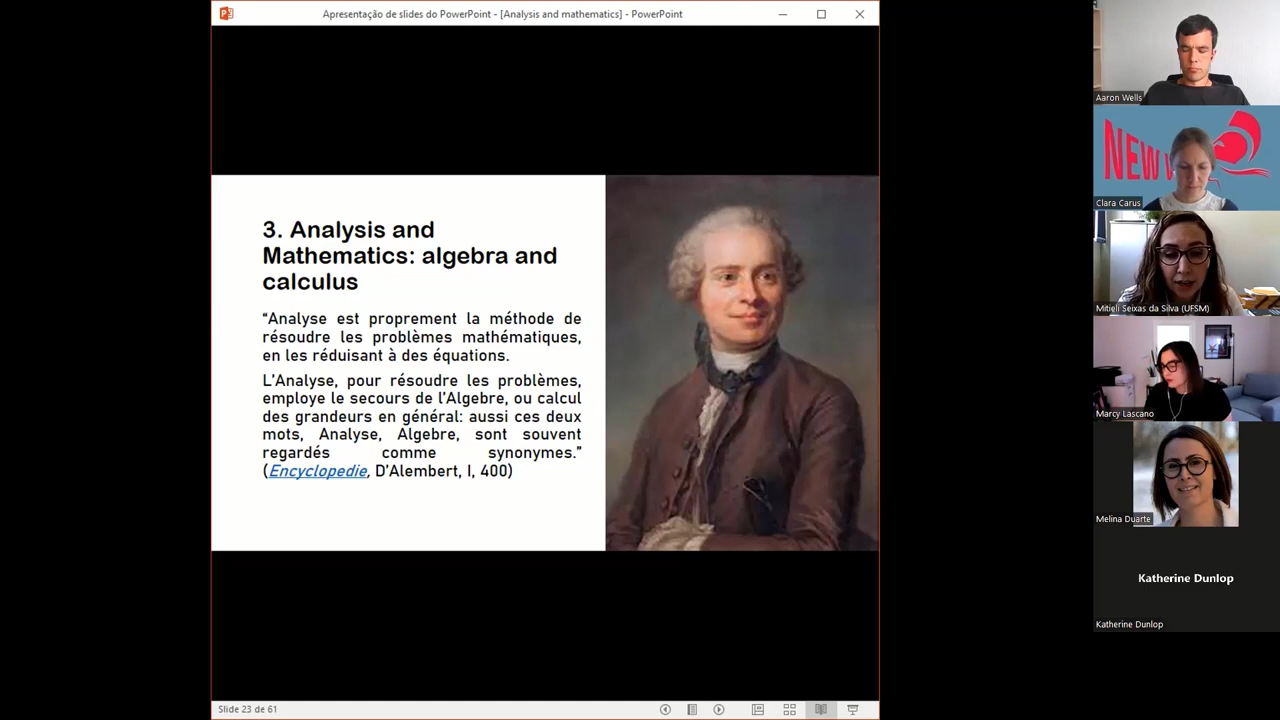 Apresentação de slides do PowerPoint - [Analysis and mathematics] - PowerPoint
3. Analysis and
Mathematics: algebra and
calculus
“Analyse est proprement la méthode de
résoudre les problèmes mathématiques,
en les réduisant à des équations.
L’Analyse, pour résoudre les problèmes,
employe le secours de l’Algebre, ou calcul
des grandeurs en général: aussi ces deux
mots, Analyse, Algebre, sont souvent
regardés comme synonymes.”
(Encyclopedie, D’Alembert, I, 400)
Slide 23 de 61
Aaron Wells
NEW
Clara Carus
Mitieli Seixas da Silva (UFSM)
Marcy Lascano
Melina Duarte
Katherine Dunlop
Katherine Dunlop